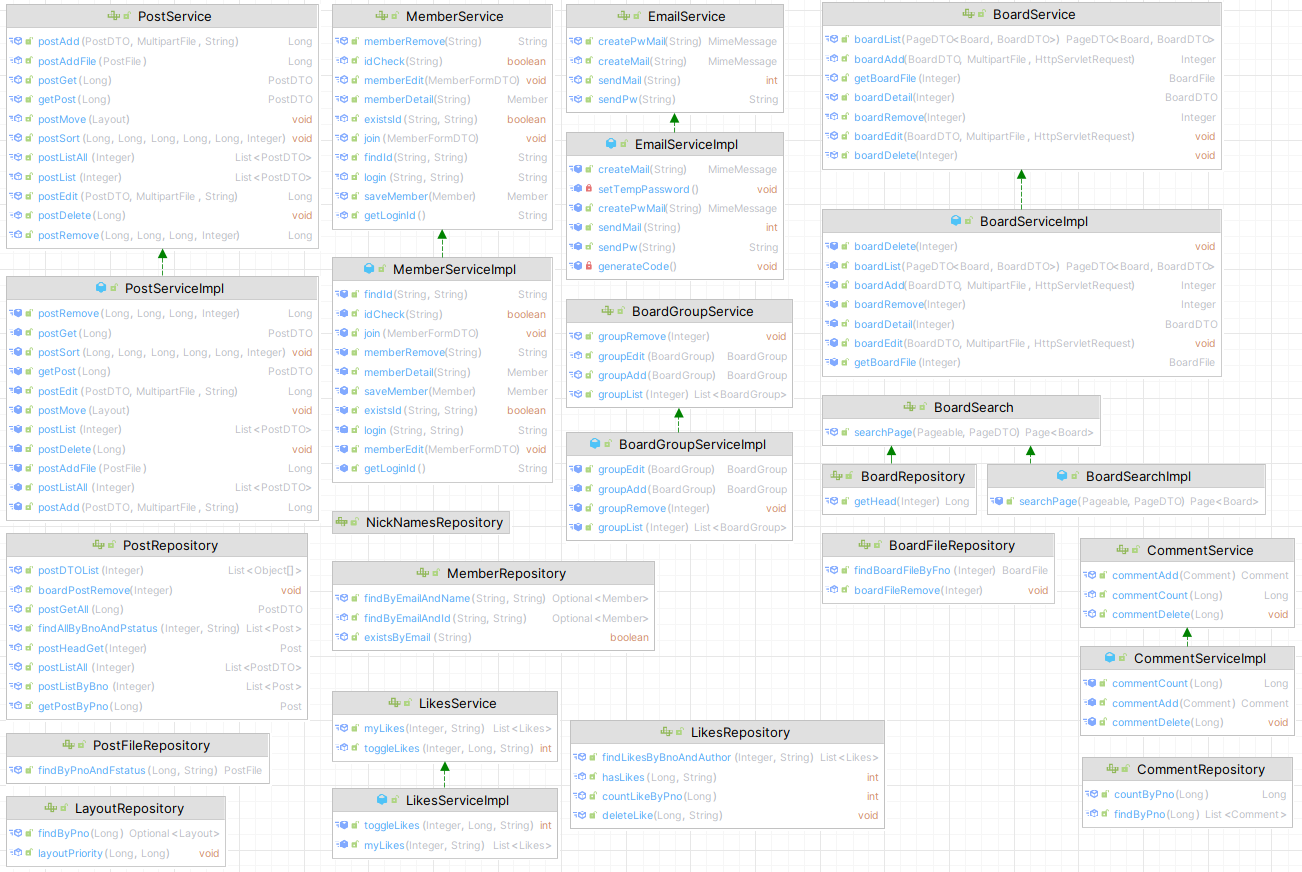 PostService
postAdd(PostDTO, MultipartFile, String) Long
postAddFile(PostFile) Long
postGet(Long) PostDTO
getPost(Long) PostDTO
postMove(Layout) void
postSort(Long, Long, Long, Long, Long, Integer) void
postListAll (Integer) List<PostDTO>
postList (Integer) List<PostDTO>
postEdit (PostDTO, MultipartFile, String) Long
postDelete(Long) void
postRemove(Long, Long, Long, Integer) Long
PostServiceImpl
postRemove(Long, Long, Long, Integer) Long
postGet(Long) PostDTO
postSort(Long, Long, Long, Long, Long, Integer) void
getPost(Long) PostDTO
postEdit (PostDTO, MultipartFile, String) Long
postMove(Layout) void
postList (Integer) List<PostDTO>
postDelete(Long) void
postAddFile(PostFile) Long
postListAll (Integer) List<PostDTO>
postAdd(PostDTO, MultipartFile, String) Long
PostRepository
postDTOList(Integer) List<Object[]>
boardPostRemove(Integer) void
postGetAll (Long) PostDTO
findAllByBnoAndPstatus (Integer, String) List<Post>
postHeadGet(Integer) Post
postListAll (Integer) List<PostDTO>
postListByBno (Integer) List<Post>
getPostByPno(Long) Post
PostFileRepository
findByPnoAndFstatus(Long, String) PostFile
LayoutRepository
findByPno(Long) Optional<Layout>
layoutPriority(Long, Long) void
MemberService
memberRemove(String) String
idCheck(String) boolean
memberEdit(MemberFormDTO) void
memberDetail(String) Member
existsId (String, String) boolean
join (MemberFormDTO) void
findId(String, String) String
login (String, String) String
saveMember(Member) Member
getLoginId () String
MemberServiceImpl
findId(String, String) String
idCheck(String) boolean
join (MemberFormDTO) void
memberRemove(String) String
memberDetail(String) Member
saveMember(Member) Member
existsId (String, String) boolean
login (String, String) String
memberEdit(MemberFormDTO) void
getLoginId () String
NickNamesRepository
MemberRepository
findByEmailAndName(String, String) Optional<Member>
findByEmailAndId (String, String) Optional<Member>
existsByEmail (String) boolean
LikesService
myLikes(Integer, String) List<Likes>
toggleLikes (Integer, Long, String) int
LikesServiceImpl
toggleLikes (Integer, Long, String) int
myLikes(Integer, String) List<Likes>
EmailService
createPwMail(String) MimeMessage
createMail(String) MimeMessage
sendMail(String) int
sendPw(String) String
EmailServiceImpl
createMail(String) MimeMessage
setTempPassword() void
createPwMail(String) MimeMessage
sendMail(String) int
sendPw(String) String
generateCode() void
BoardGroupService
groupRemove(Integer) void
groupEdit (BoardGroup) BoardGroup
groupAdd(BoardGroup) BoardGroup
groupList (Integer) List<BoardGroup>
BoardGroupServiceImpl
groupEdit (BoardGroup) BoardGroup
groupAdd(BoardGroup) BoardGroup
groupRemove(Integer) void
groupList (Integer) List<BoardGroup>
LikesRepository
findLikesByBnoAndAuthor (Integer, String) List<Likes>
hasLikes (Long, String) int
countLikeByPno(Long) int
deleteLike(Long, String) void
BoardService
boardList(PageDTO<Board, BoardDTO>) PageDTO<Board, BoardDTO>
boardAdd(BoardDTO, MultipartFile, HttpServletRequest) Integer
getBoardFile (Integer) BoardFile
boardDetail(Integer) BoardDTO
boardRemove(Integer) Integer
boardEdit(BoardDTO, MultipartFile, HttpServletRequest) void
boardDelete(Integer) void
BoardServiceImpl
boardDelete(Integer) void
boardList(PageDTO<Board, BoardDTO>) PageDTO<Board, BoardDTO>
boardAdd(BoardDTO, MultipartFile, HttpServletRequest) Integer
boardRemove(Integer) Integer
boardDetail(Integer) BoardDTO
boardEdit(BoardDTO, MultipartFile, HttpServletRequest) void
getBoardFile (Integer) BoardFile
BoardSearch
searchPage(Pageable, PageDTO) Page<Board>
BoardRepository
getHead(Integer) Long
BoardSearchImpl
searchPage(Pageable, PageDTO) Page<Board>
BoardFileRepository
findBoardFileByFno (Integer) BoardFile
boardFileRemove(Integer) void
CommentService
commentAdd(Comment) Comment
commentCount(Long) Long
commentDelete(Long) void
CommentServiceImpl
commentCount(Long) Long
commentAdd(Comment) Comment
commentDelete(Long) void
CommentRepository
countByPno(Long) Long
findByPno(Long) List<Comment>